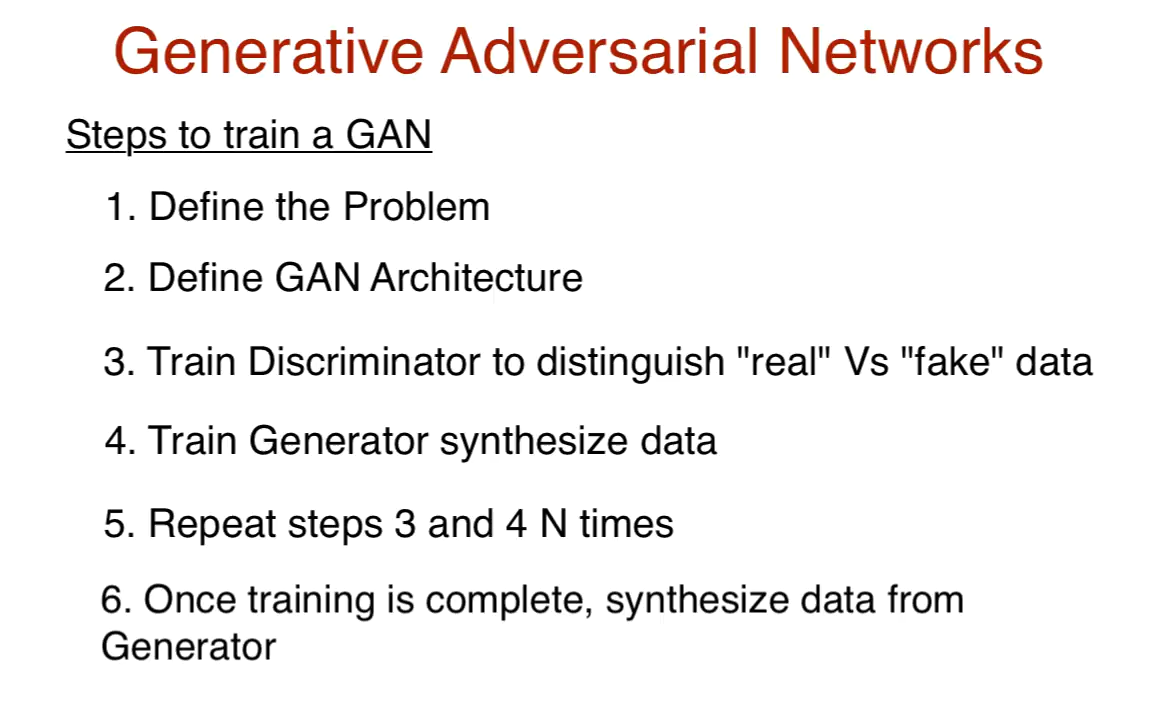 Generative Adversarial Networks
Steps to train a GAN
1. Define the Problem
2. Define GAN Architecture
3. Train Discriminator to distinguish "real" Vs "fake" data
4. Train Generator synthesize data
5. Repeat steps 3 and 4 N times
6. Once training is complete, synthesize data from
Generator